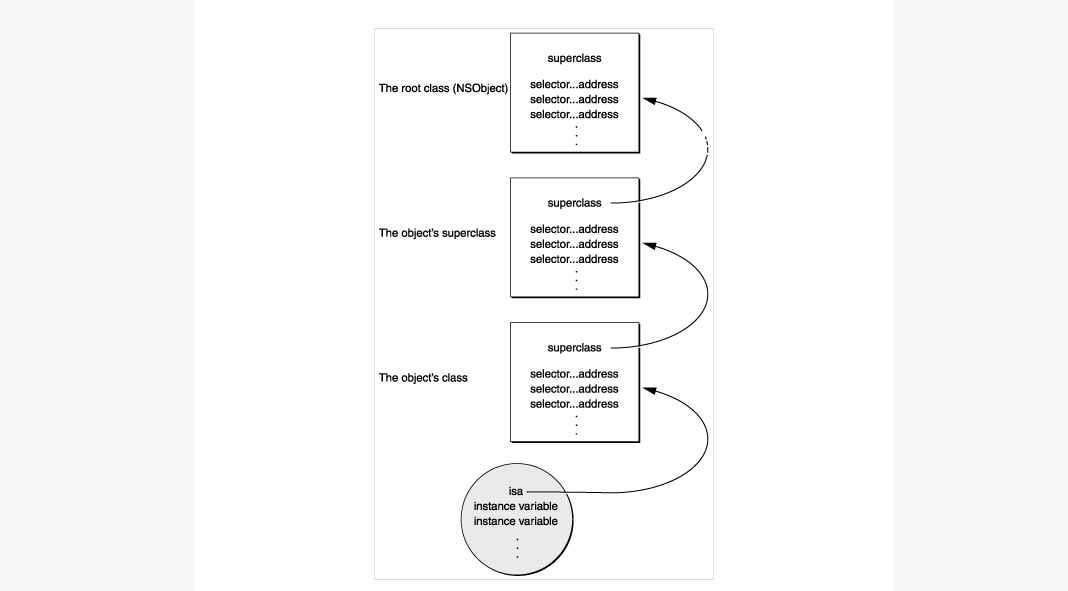 superclass
The root class (NSObject)
selector...address
selector...address
selector...address
superclass
The object's superclass
selector...address
selector...address
selector...address
superclass
The object's class
selector...address
selector...address
selector...address
isa
instance variable
instance variable